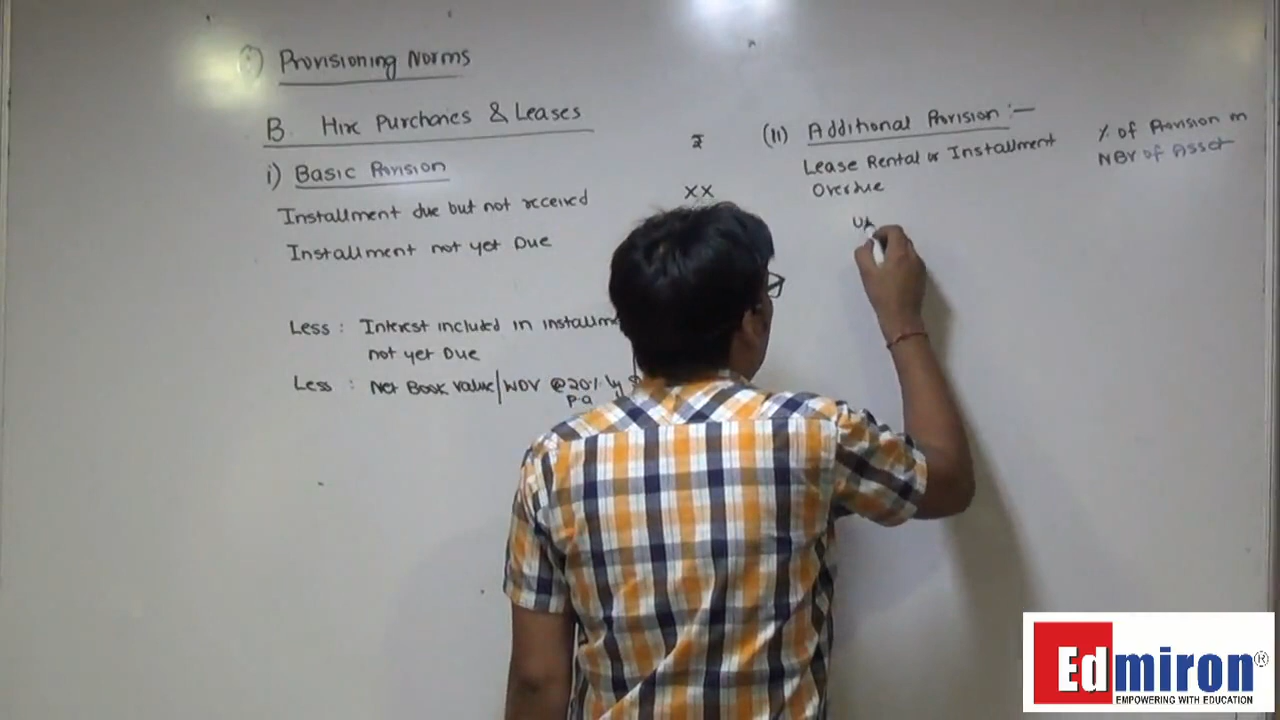 Provisioning Norms
B. Hire Purchases & Leases
i) Basic Provision
₹
Installment due but not received
XX
Installment not yet Due
Less : Interest included in installm
not yet Due
Less : Net Book Value | WDV @20% by S
p.a
(II) Additional Provision :-
Lease Rental or Installment
Overdue
% of Provision on
NBV of Asset
Edmiron®
EMPOWERING WITH EDUCATION